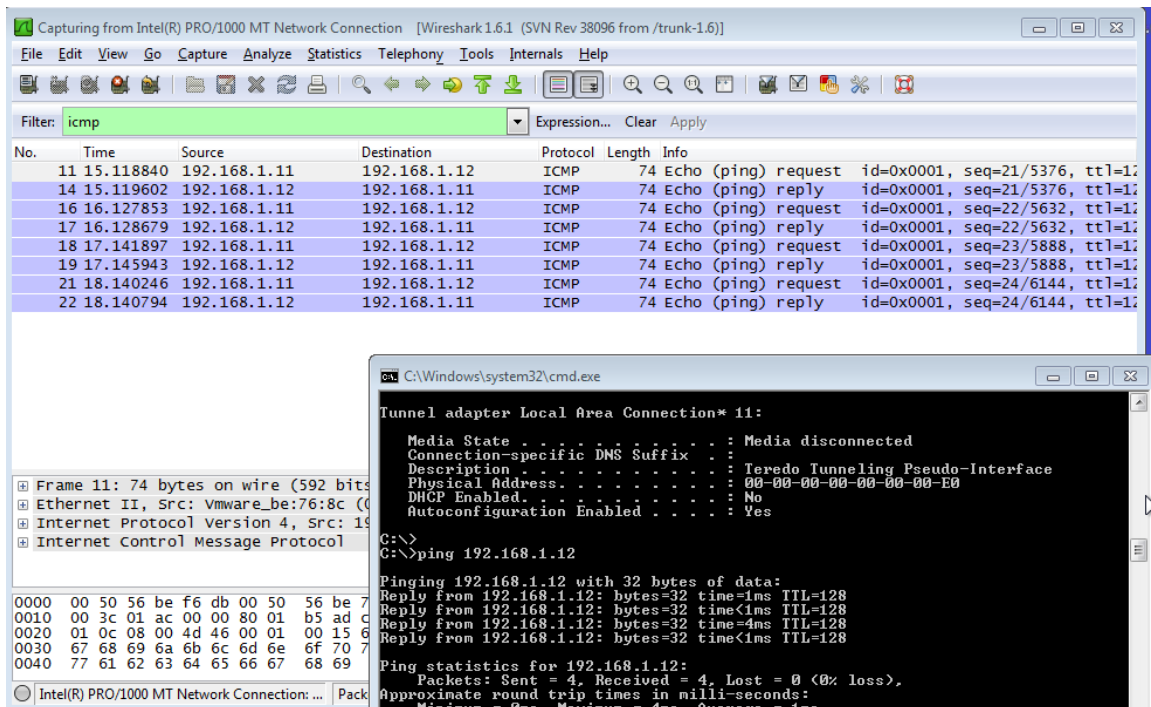 Capturing from Intel(R) PRO/1000 MT Network Connection [Wireshark 1.6.1 (SVN Rev 38096 from /trunk-1.6)]
File Edit View Go Capture Analyze Statistics Telephony Tools Internals Help
Filter: icmp Expression... Clear Apply
No. Time Source Destination Protocol Length Info
11 15.118840 192.168.1.11 192.168.1.12 ICMP 74 Echo (ping) request id=0x0001, seq=21/5376, ttl=12
14 15.119602 192.168.1.12 192.168.1.11 ICMP 74 Echo (ping) reply id=0x0001, seq=21/5376, ttl=12
16 16.127853 192.168.1.11 192.168.1.12 ICMP 74 Echo (ping) request id=0x0001, seq=22/5632, ttl=12
17 16.128679 192.168.1.12 192.168.1.11 ICMP 74 Echo (ping) reply id=0x0001, seq=22/5632, ttl=12
18 17.141897 192.168.1.11 192.168.1.12 ICMP 74 Echo (ping) request id=0x0001, seq=23/5888, ttl=12
19 17.145943 192.168.1.12 192.168.1.11 ICMP 74 Echo (ping) reply id=0x0001, seq=23/5888, ttl=12
21 18.140246 192.168.1.11 192.168.1.12 ICMP 74 Echo (ping) request id=0x0001, seq=24/6144, ttl=12
22 18.140794 192.168.1.12 192.168.1.11 ICMP 74 Echo (ping) reply id=0x0001, seq=24/6144, ttl=12
Frame 11: 74 bytes on wire (592 bits
Ethernet II, Src: Vmware_be:76:8c (
Internet Protocol Version 4, Src: 19
Internet Control Message Protocol
0000 00 50 56 be f6 db 00 50 56 be 7
0010 00 3c 01 ac 00 00 80 01 b5 ad c
0020 01 0c 08 00 4d 46 00 01 00 15 6
0030 67 68 69 6a 6b 6c 6d 6e 6f 70 7
0040 77 61 62 63 64 65 66 67 68 69
Intel(R) PRO/1000 MT Network Connection: ... Pack
C:\Windows\system32\cmd.exe
Tunnel adapter Local Area Connection* 11:
Media State . . . . . . . . . . . : Media disconnected
Connection-specific DNS Suffix . :
Description . . . . . . . . . . . : Teredo Tunneling Pseudo-Interface
Physical Address. . . . . . . . . : 00-00-00-00-00-00-00-E0
DHCP Enabled. . . . . . . . . . . : No
Autoconfiguration Enabled . . . . : Yes
C:\>
C:\>ping 192.168.1.12
Pinging 192.168.1.12 with 32 bytes of data:
Reply from 192.168.1.12: bytes=32 time=1ms TTL=128
Reply from 192.168.1.12: bytes=32 time<1ms TTL=128
Reply from 192.168.1.12: bytes=32 time=4ms TTL=128
Reply from 192.168.1.12: bytes=32 time<1ms TTL=128
Ping statistics for 192.168.1.12:
Packets: Sent = 4, Received = 4, Lost = 0 (0% loss),
Approximate round trip times in milli-seconds:
Minimum = 0ms, Maximum = 4ms, Average = 1ms